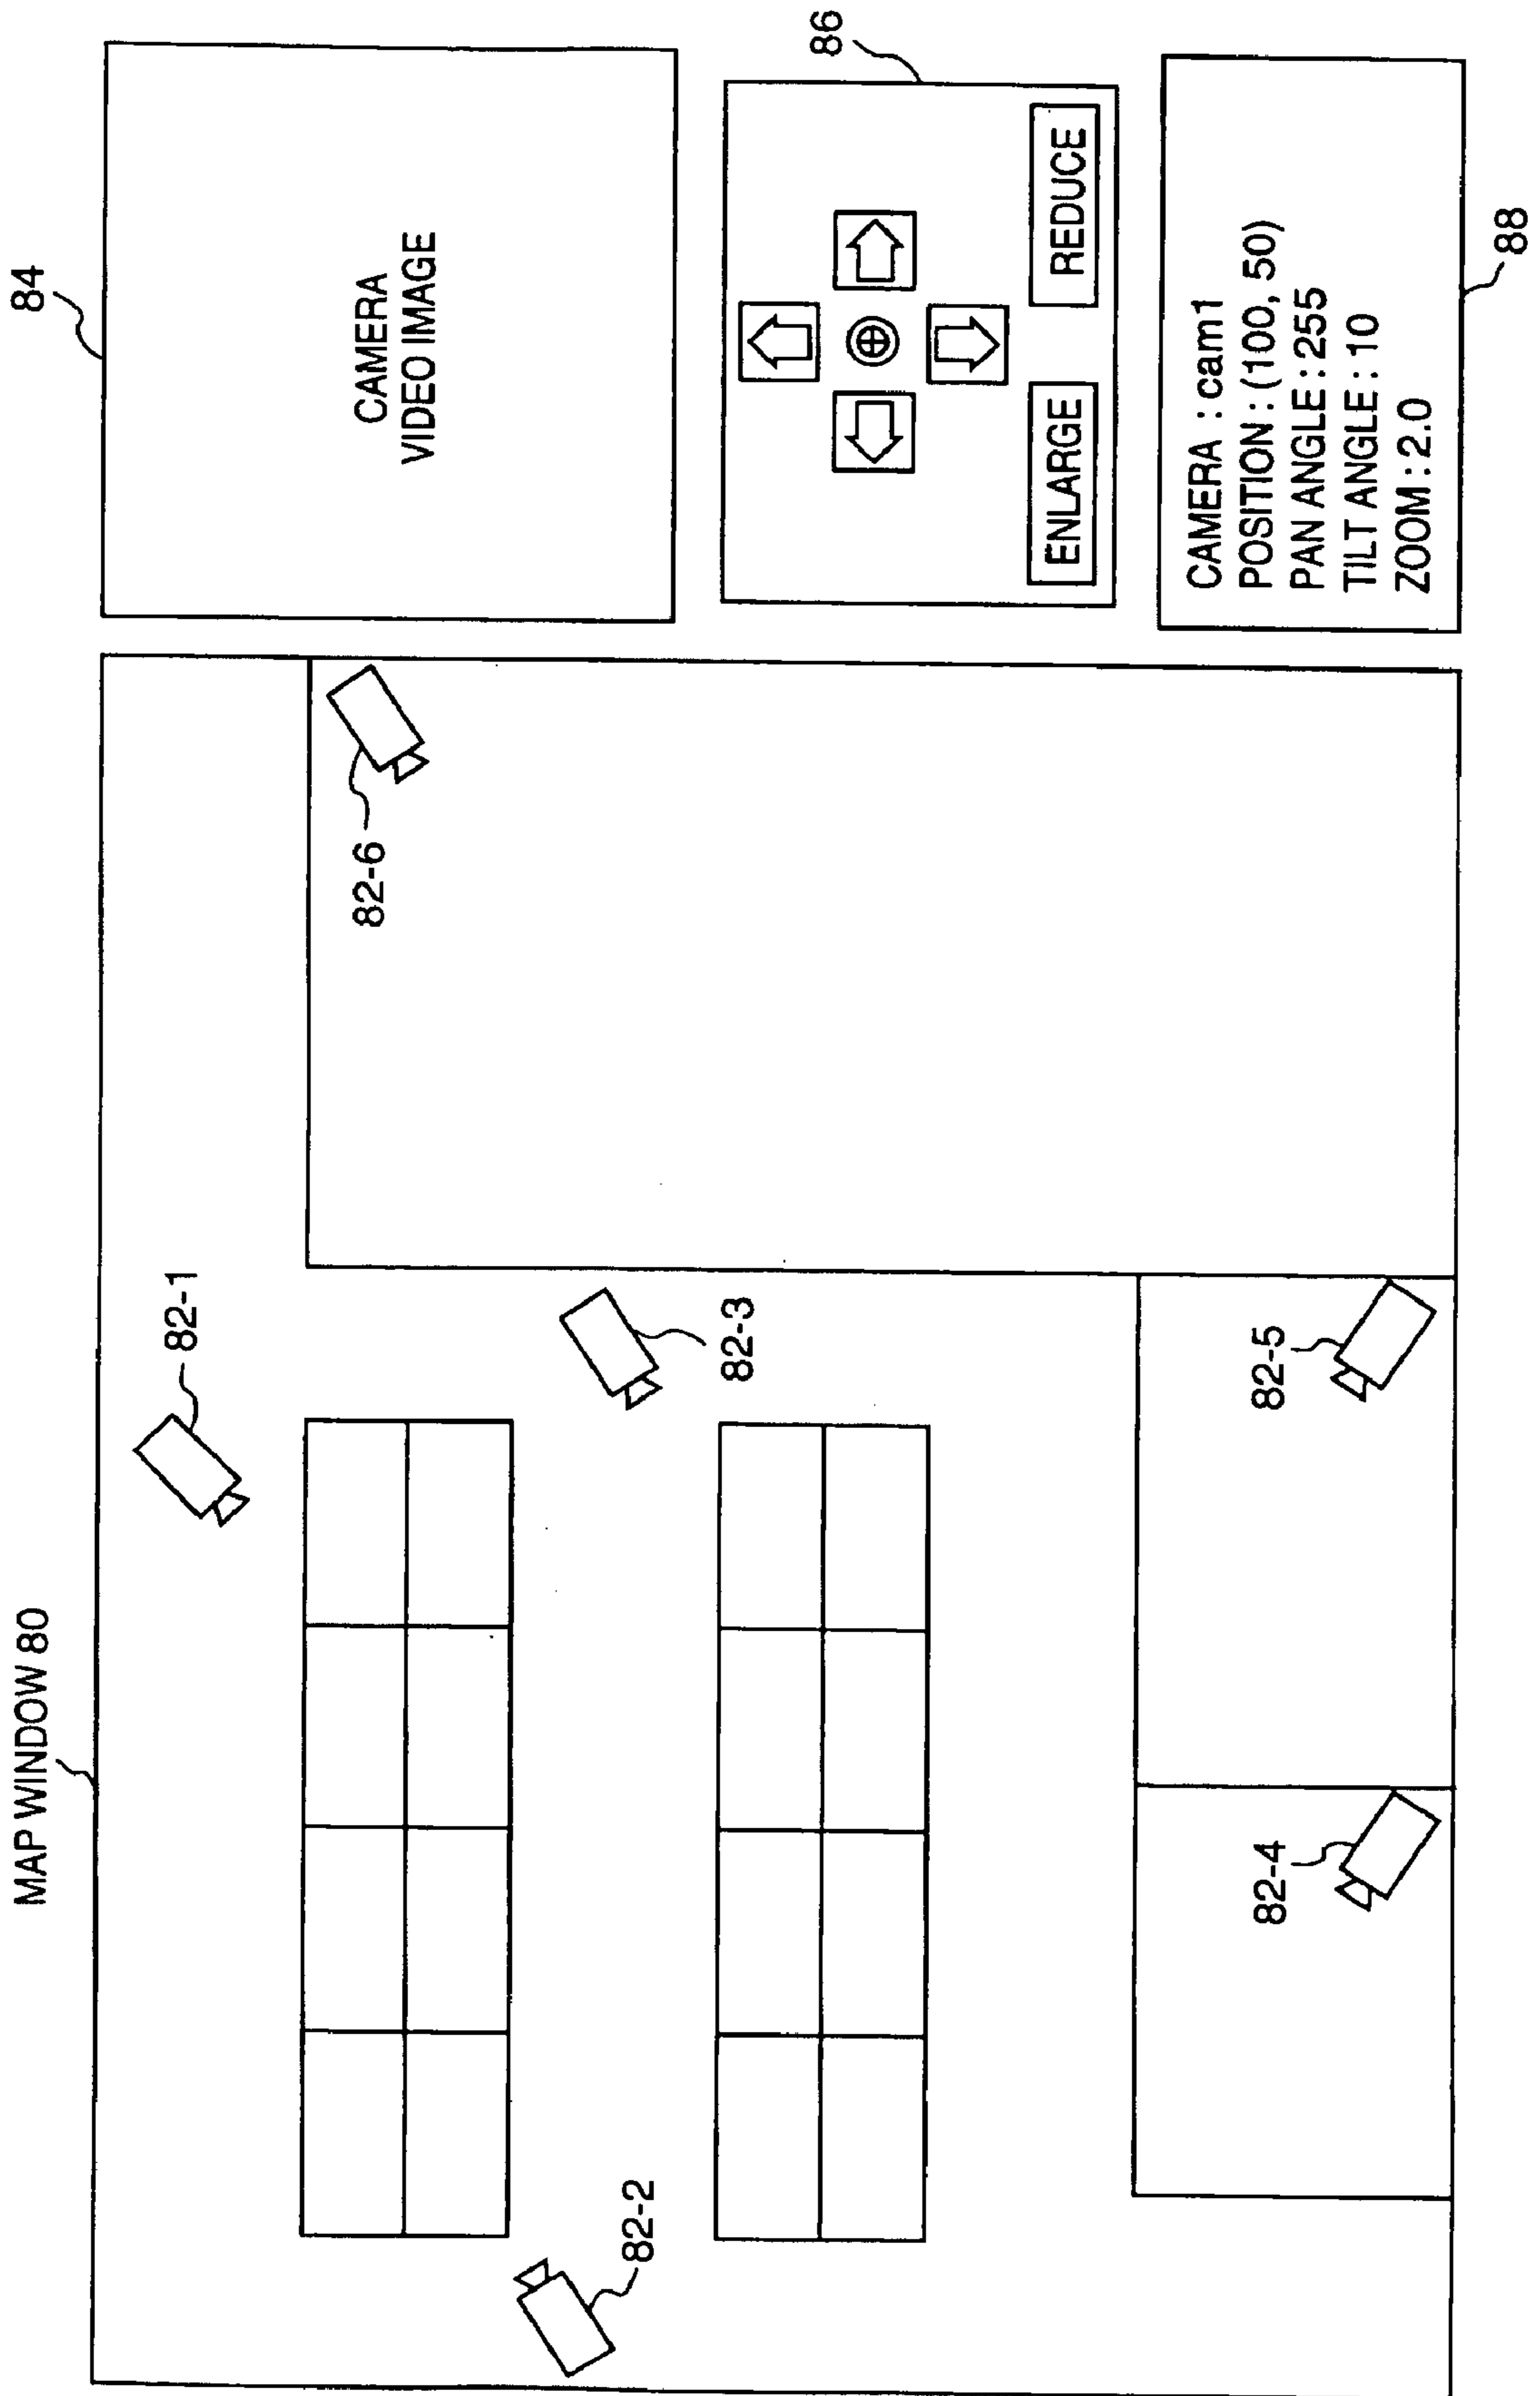 MAP WINDOW 80
82-1
82-2
82-3
82-4
82-5
82-6
84
CAMERA
VIDEO IMAGE
86
ENLARGE
REDUCE
CAMERA : cam1
POSITION : (100, 50)
PAN ANGLE : 255
TILT ANGLE : 10
ZOOM : 2.0
88